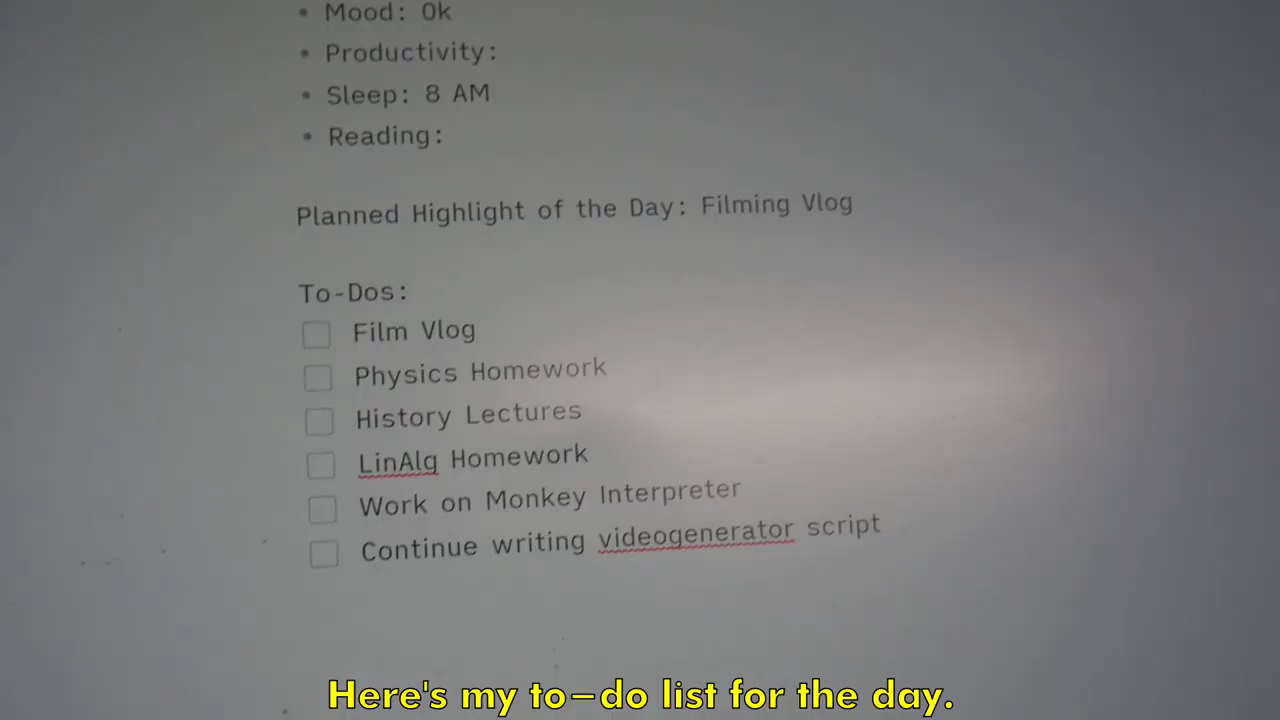 • Mood: Ok
• Productivity:
• Sleep: 8 AM
• Reading:
Planned Highlight of the Day: Filming Vlog
To-Dos:
Film Vlog
Physics Homework
History Lectures
LinAlg Homework
Work on Monkey Interpreter
Continue writing videogenerator script
Here's my to-do list for the day.